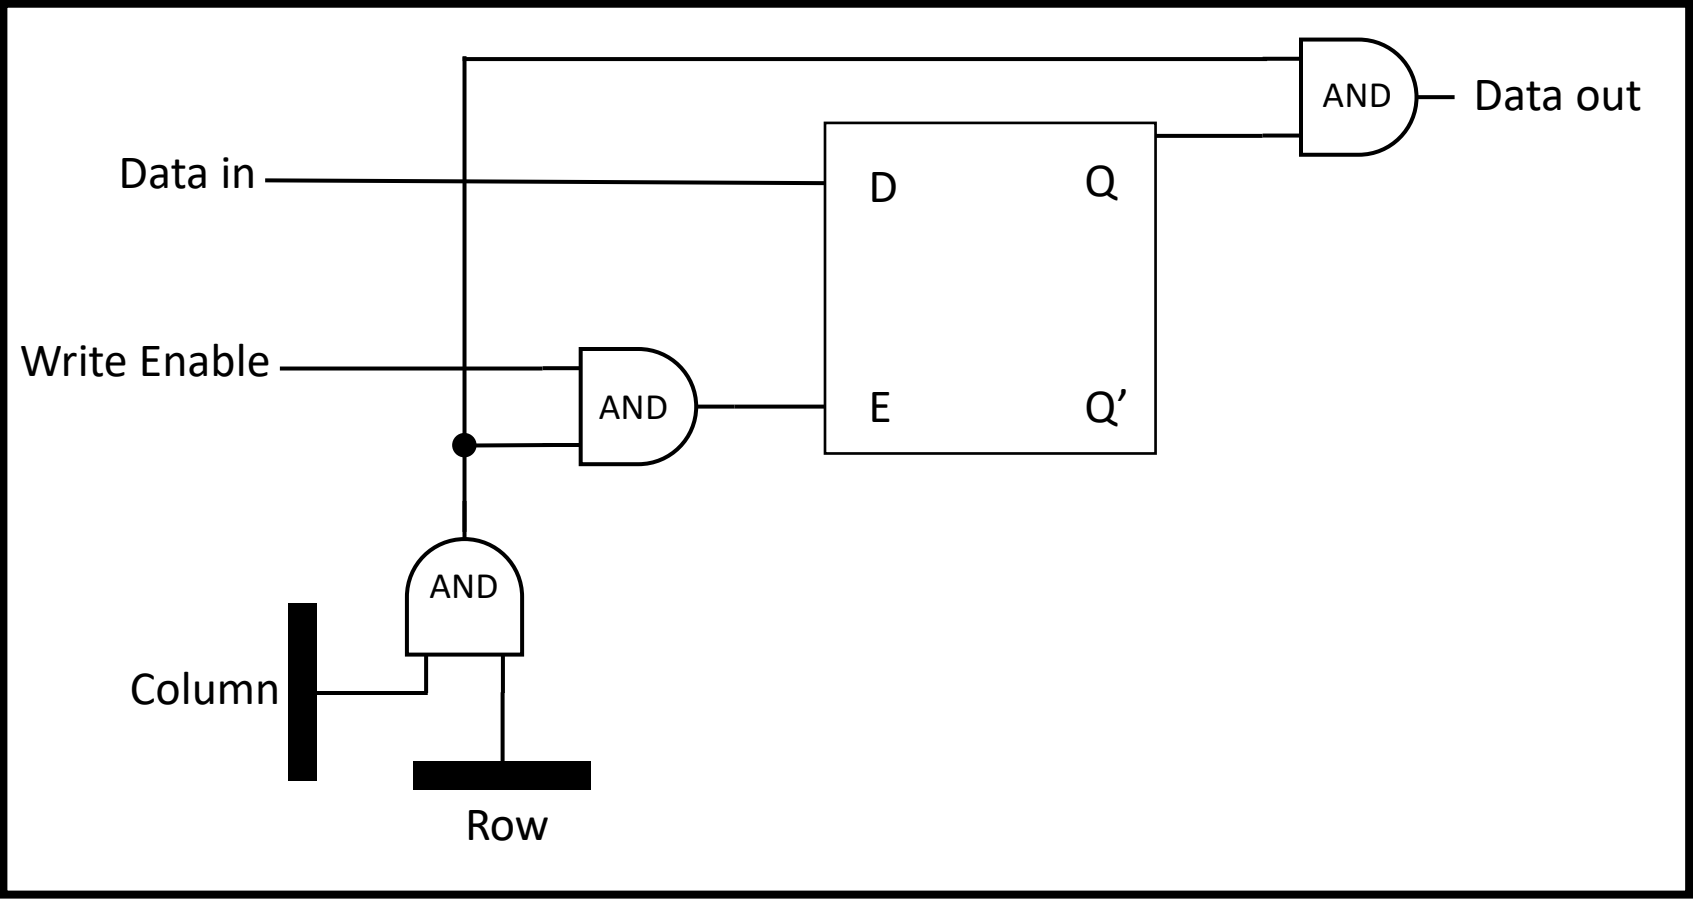 AND
Data out
Data in
D
Q
Write Enable
AND
E
Q’
AND
Column
Row